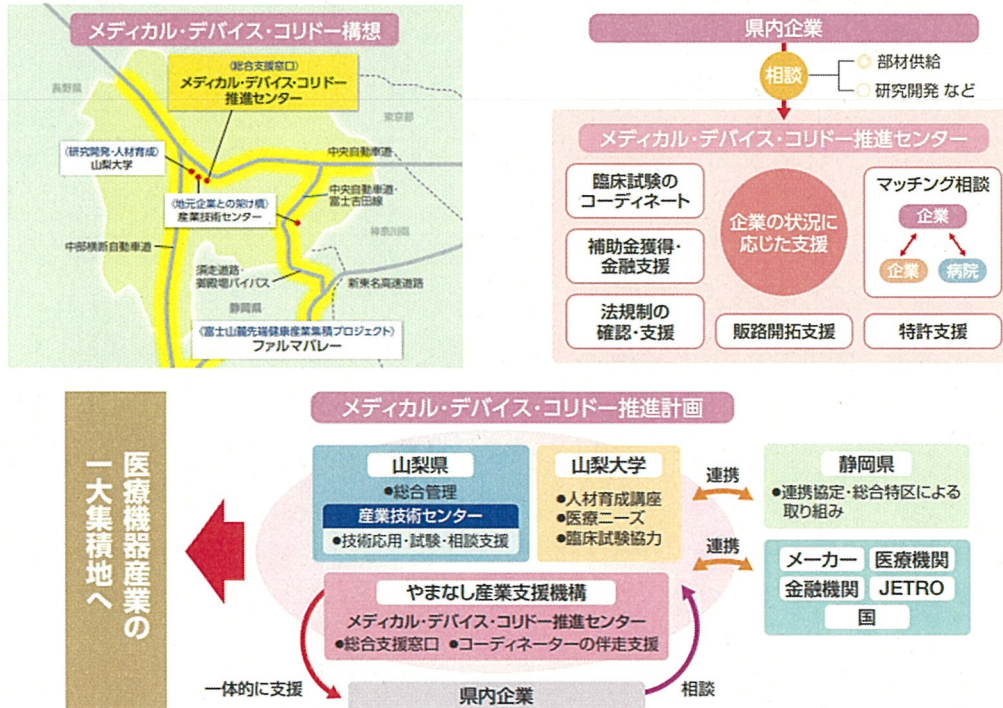 メディカル・デバイス・コリドー構想
〈総合支援窓口〉
メディカル・デバイス・コリドー
推進センター
長野県
東京都
〈研究開発・人材育成〉
山梨大学
中央自動車道
〈地元企業との架け橋〉
産業技術センター
中央自動車道・
富士吉田線
神奈川県
中部横断自動車道
須走道路・
御殿場バイパス
新東名高速道路
静岡県
〈富士山麓先端健康産業集積プロジェクト〉
ファルマバレー
県内企業
相談
部材供給
研究開発 など
メディカル・デバイス・コリドー推進センター
臨床試験の
コーディネート
補助金獲得・
金融支援
法規制の
確認・支援
企業の状況に
応じた支援
販路開拓支援
マッチング相談
企業
企業
病院
特許支援
メディカル・デバイス・コリドー推進計画
医療機器産業の
一大集積地へ
山梨県
●総合管理
産業技術センター
●技術応用・試験・相談支援
山梨大学
●人材育成講座
●医療ニーズ
●臨床試験協力
連携
静岡県
●連携協定・総合特区による
取り組み
連携
メーカー
医療機関
金融機関
JETRO
国
やまなし産業支援機構
メディカル・デバイス・コリドー推進センター
●総合支援窓口 ●コーディネーターの伴走支援
一体的に支援
県内企業
相談